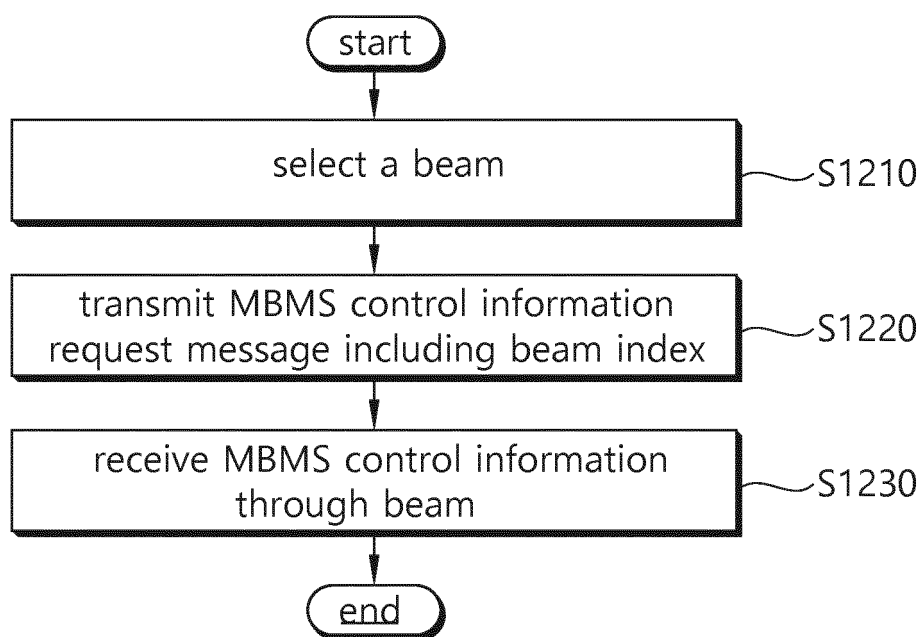 start
select a beam
S1210
transmit MBMS control information
request message including beam index
S1220
receive MBMS control information
through beam
S1230
end